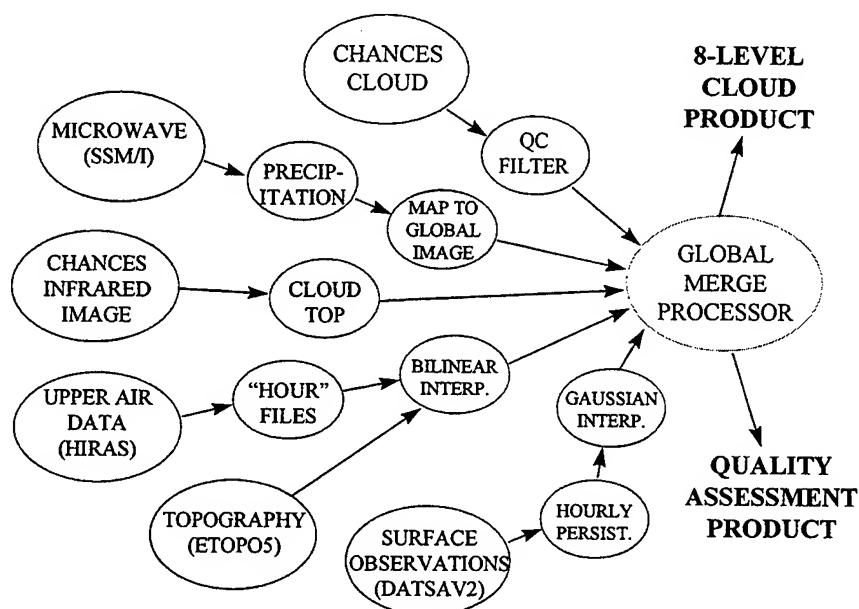 CHANCES
CLOUD
8-LEVEL
CLOUD
PRODUCT
MICROWAVE
(SSM/I)
PRECIP-
ITATION
QC
FILTER
MAP TO
GLOBAL
IMAGE
CHANCES
INFRARED
IMAGE
CLOUD
TOP
GLOBAL
MERGE
PROCESSOR
UPPER AIR
DATA
(HIRAS)
“HOUR”
FILES
BILINEAR
INTERP.
GAUSSIAN
INTERP.
TOPOGRAPHY
(ETOPO5)
SURFACE
OBSERVATIONS
(DATSAV2)
HOURLY
PERSIST.
QUALITY
ASSESSMENT
PRODUCT